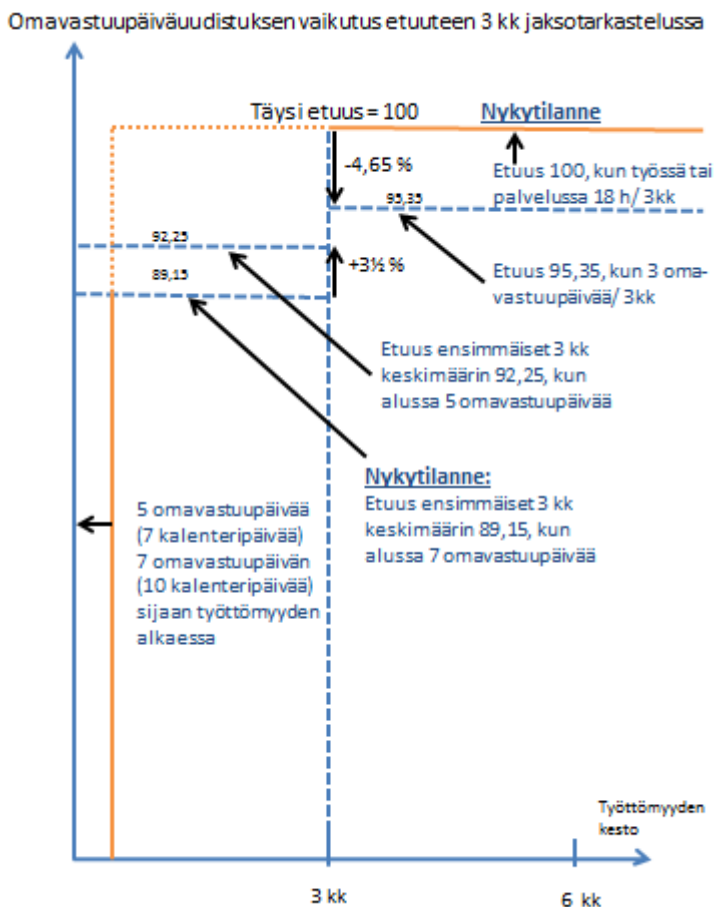 Omavastuupäiväuudistuksen vaikutus etuuteen 3 kk jaksotarkastelussa
Täysi etuus = 100
Nykytilanne
-4,65 %
Etuus 100, kun työssä tai
palvelussa 18 h/ 3kk
95,35
92,25
+3½ %
89,15
Etuus 95,35, kun 3 oma-
vastuupäivää/ 3kk
Etuus ensimmäiset 3 kk
keskimäärin 92,25, kun
alussa 5 omavastuupäivää
Nykytilanne:
Etuus ensimmäiset 3 kk
keskimäärin 89,15, kun
alussa 7 omavastuupäivää
5 omavastuupäivää
(7 kalenteripäivää)
7 omavastuupäivän
(10 kalenteripäivää)
sijaan työttömyyden
alkaessa
Työttömyyden
kesto
3 kk
6 kk